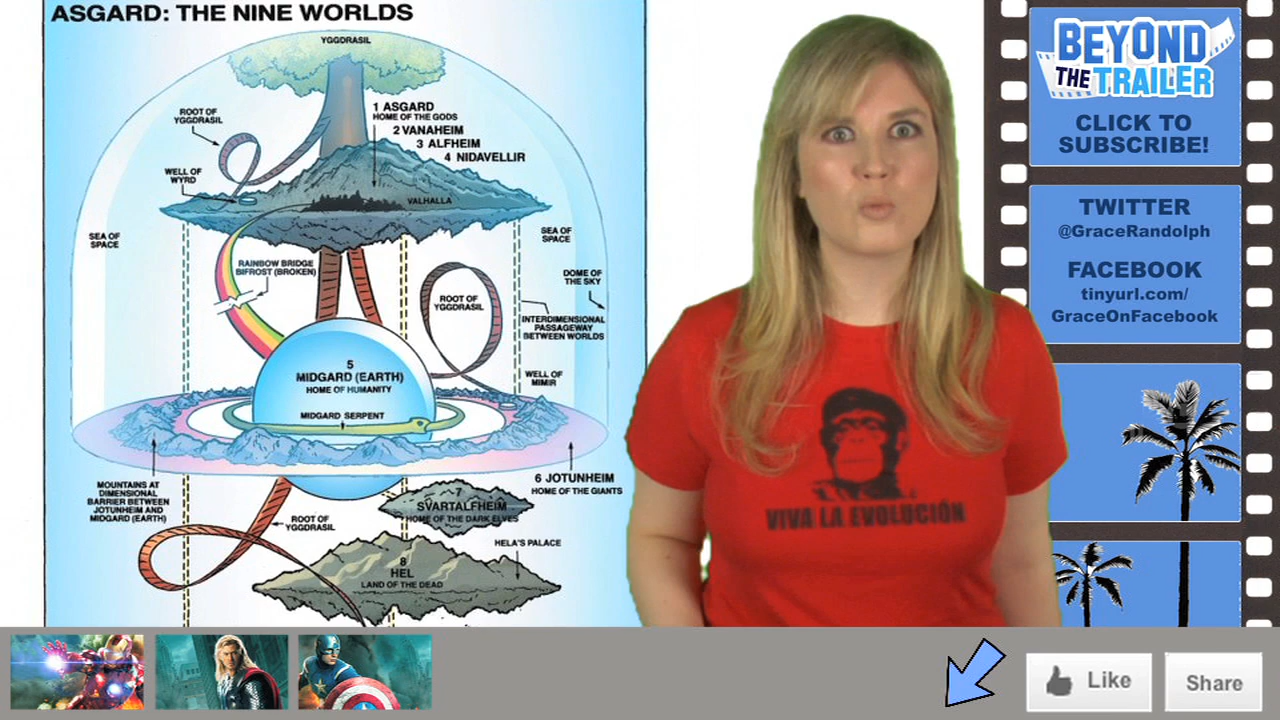 ASGARD: THE NINE WORLDS
YGGDRASIL
ROOT OF
YGGDRASIL
1 ASGARD
HOME OF THE GODS
2 VANAHEIM
3 ALFHEIM
4 NIDAVELLIR
WELL OF
WYRD
VALHALLA
SEA OF
SPACE
SEA OF
SPACE
RAINBOW BRIDGE
BIFROST (BROKEN)
DOME OF
THE SKY
ROOT OF
YGGDRASIL
INTERDIMENSIONAL
PASSAGEWAY
BETWEEN WORLDS
5
MIDGARD (EARTH)
HOME OF HUMANITY
WELL OF
MIMIR
MIDGARD SERPENT
6 JOTUNHEIM
HOME OF THE GIANTS
MOUNTAINS AT
DIMENSIONAL
BARRIER BETWEEN
JOTUNHEIM AND
MIDGARD (EARTH)
7
SVARTALFHEIM
HOME OF THE DARK ELVES
ROOT OF
YGGDRASIL
HELA'S PALACE
8
HEL
LAND OF THE DEAD
VIVA LA EVOLUCIÓN
BEYOND
THE TRAILER
CLICK TO
SUBSCRIBE!
TWITTER
@GraceRandolph
FACEBOOK
tinyurl.com/
GraceOnFacebook
Like
Share